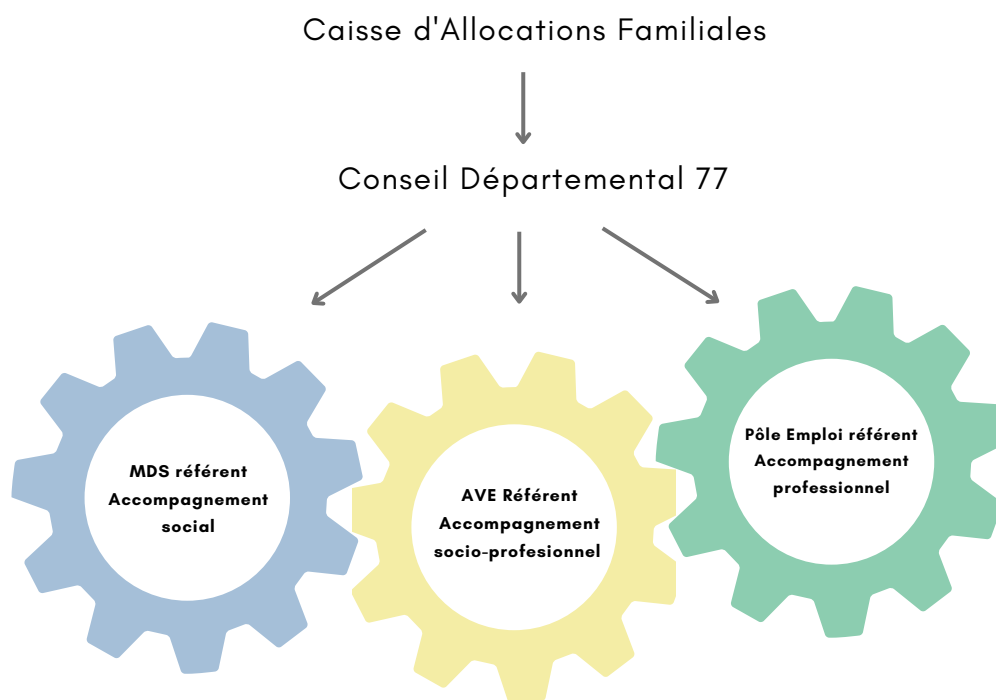 Caisse d'Allocations Familiales
Conseil Départemental 77
MDS référent
Accompagnement
social
AVE Référent
Accompagnement
socio-profesionnel
Pôle Emploi référent
Accompagnement
professionnel